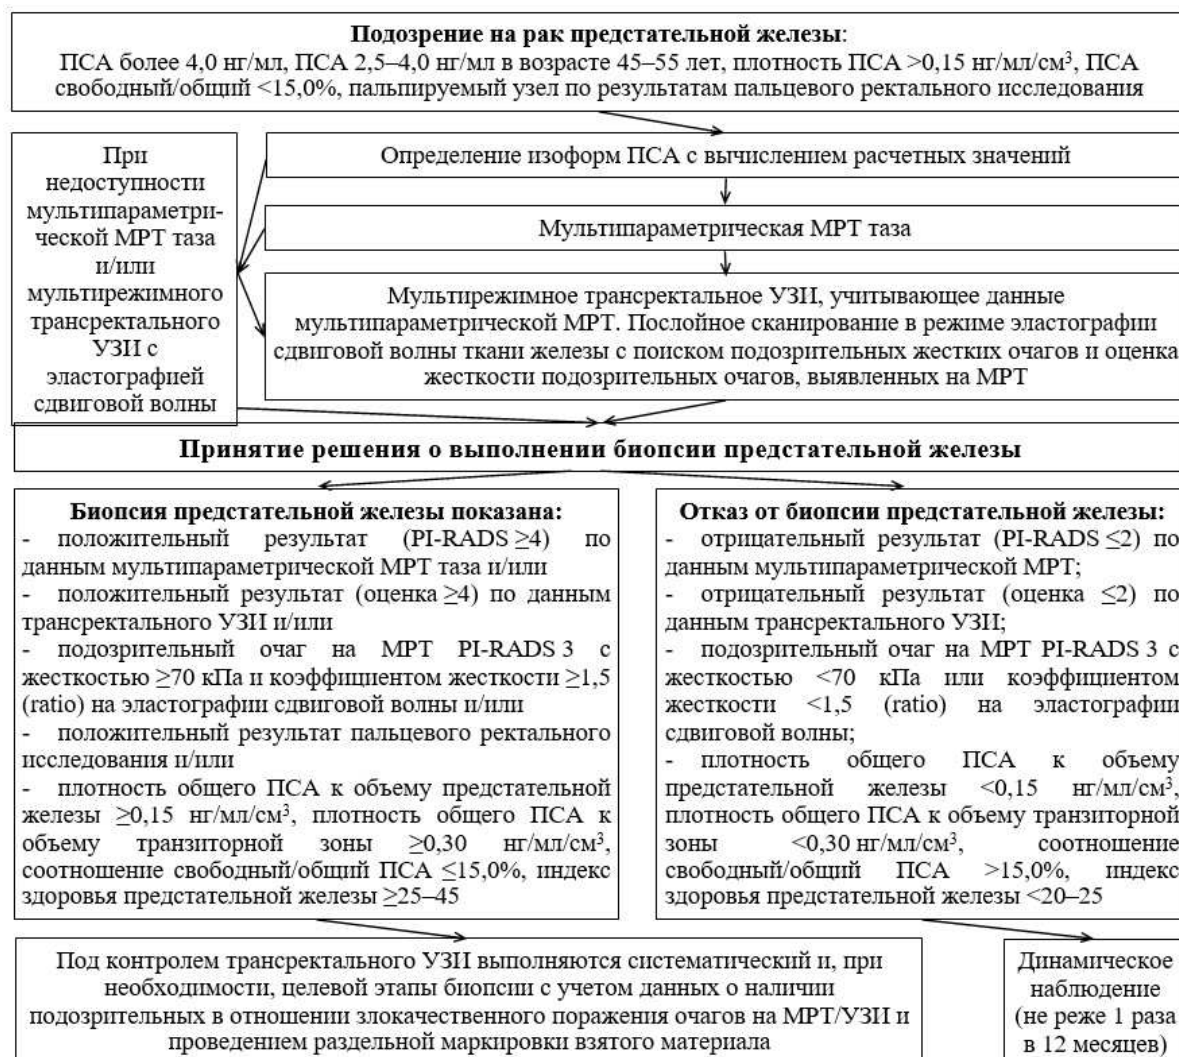 Подозрение на рак предстательной железы:
ПСА более 4,0 нг/мл, ПСА 2,5–4,0 нг/мл в возрасте 45–55 лет, плотность ПСА >0,15 нг/мл/см³, ПСА
свободный/общий <15,0%, пальпируемый узел по результатам пальцевого ректального исследования
При
недоступности
мультипараметри-
ческой МРТ таза
и/или
мультирежимного
трансректального
УЗИ с
эластографией
сдвиговой волны
Определение изоформ ПСА с вычислением расчетных значений
Мультипараметрическая МРТ таза
Мультирежимное трансректальное УЗИ, учитывающее данные
мультипараметрической МРТ. Послойное сканирование в режиме эластографии
сдвиговой волны ткани железы с поиском подозрительных жестких очагов и оценка
жесткости подозрительных очагов, выявленных на МРТ
Принятие решения о выполнении биопсии предстательной железы
Биопсия предстательной железы показана:
- положительный результат (PI-RADS ≥4) по
данным мультипараметрической МРТ таза и/или
- положительный результат (оценка ≥4) по данным
трансректального УЗИ и/или
- подозрительный очаг на МРТ PI-RADS 3 с
жесткостью ≥70 кПа и коэффициентом жесткости ≥1,5
(ratio) на эластографии сдвиговой волны и/или
- положительный результат пальцевого ректального
исследования и/или
- плотность общего ПСА к объему предстательной
железы ≥0,15 нг/мл/см³, плотность общего ПСА к
объему транзиторной зоны ≥0,30 нг/мл/см³,
соотношение свободный/общий ПСА ≤15,0%, индекс
здоровья предстательной железы ≥25–45
Отказ от биопсии предстательной железы:
- отрицательный результат (PI-RADS ≤2) по
данным мультипараметрической МРТ;
- отрицательный результат (оценка ≤2) по
данным трансректального УЗИ;
- подозрительный очаг на МРТ PI-RADS 3 с
жесткостью <70 кПа или коэффициентом
жесткости <1,5 (ratio) на эластографии
сдвиговой волны;
- плотность общего ПСА к объему
предстательной железы <0,15 нг/мл/см³,
плотность общего ПСА к объему транзиторной
зоны <0,30 нг/мл/см³, соотношение
свободный/общий ПСА >15,0%, индекс
здоровья предстательной железы <20–25
Под контролем трансректального УЗИ выполняются систематический и, при
необходимости, целевой этапы биопсии с учетом данных о наличии
подозрительных в отношении злокачественного поражения очагов на МРТ/УЗИ и
проведением раздельной маркировки взятого материала
Динамическое
наблюдение
(не реже 1 раза
в 12 месяцев)